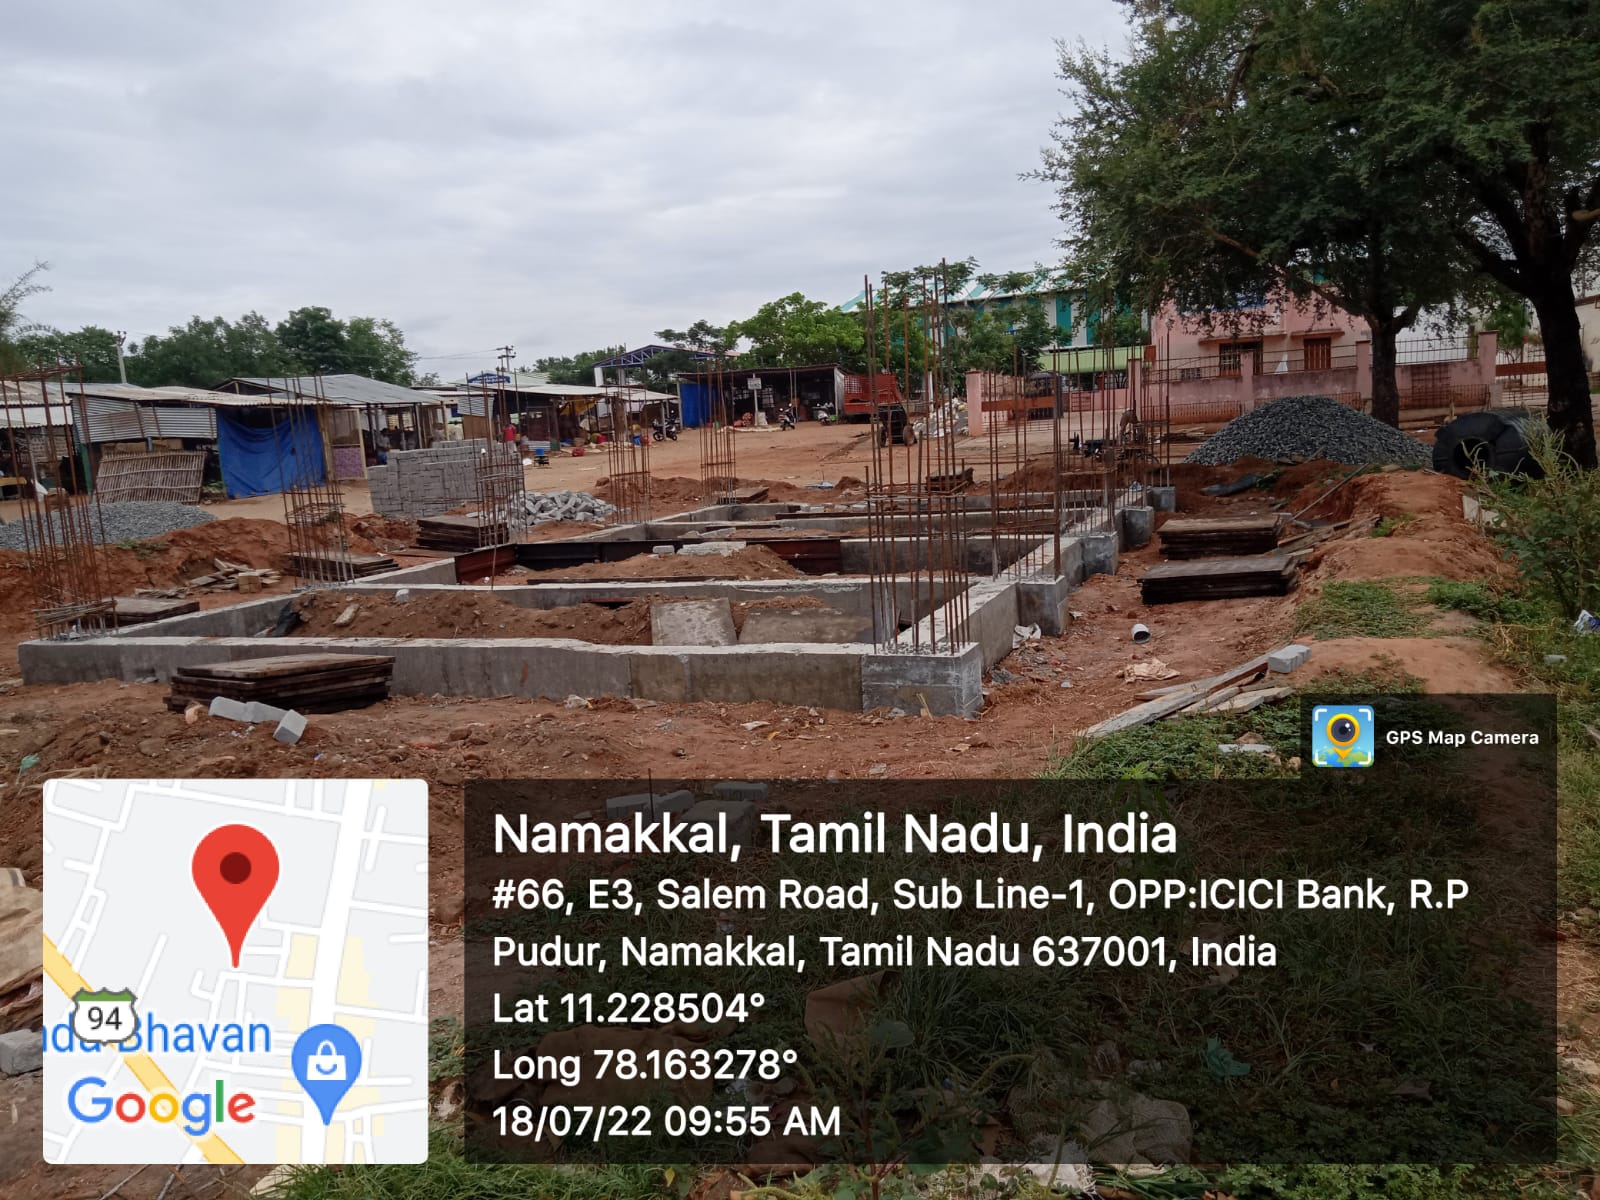 GPS Map Camera
Namakkal, Tamil Nadu, India
#66, E3, Salem Road, Sub Line-1, OPP:ICICI Bank, R.P
Pudur, Namakkal, Tamil Nadu 637001, India
Lat 11.228504°
Long 78.163278°
18/07/22 09:55 AM
94
Bhavan
Google